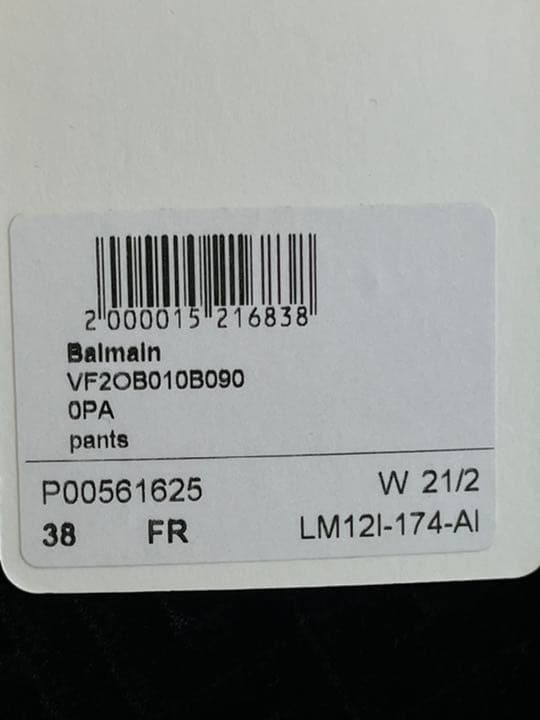 2 000015 216838
Balmain
VF2OB010B090
0PA
pants
P00561625 W 21/2
38 FR LM12I-174-AI